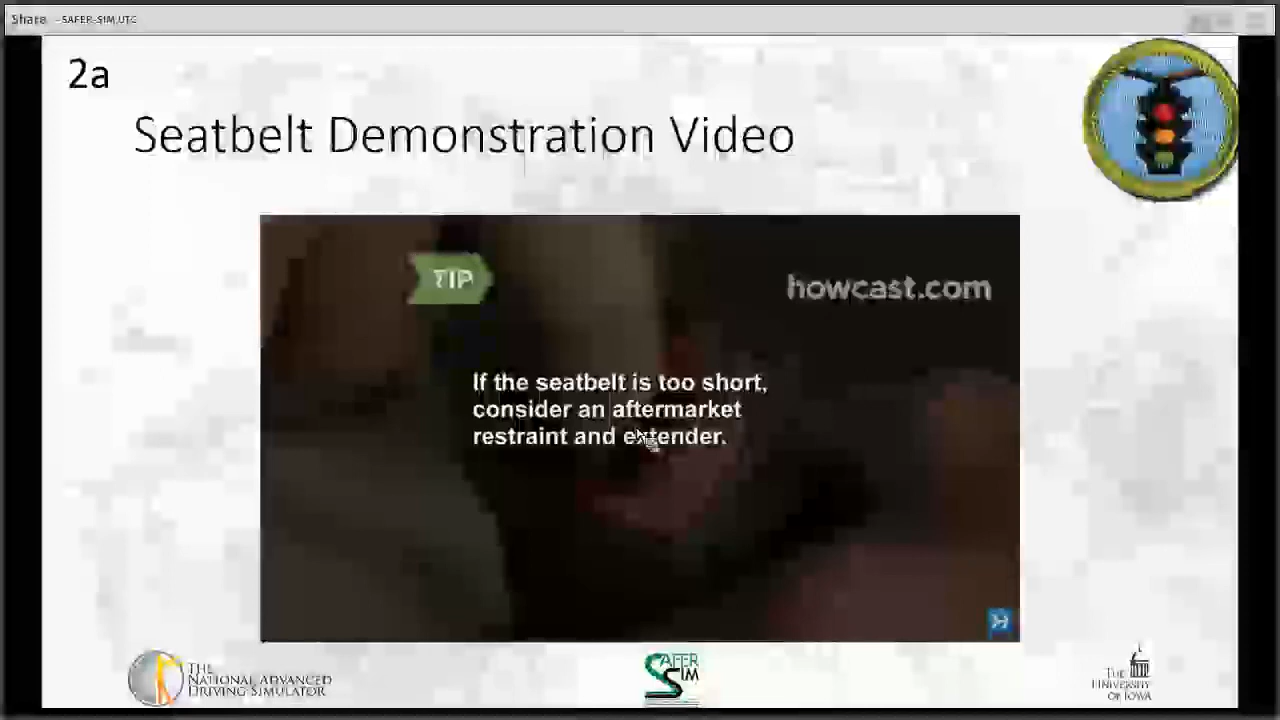 Share - SAFER-SIM UTC
2a
Seatbelt Demonstration Video
TIP
howcast.com
If the seatbelt is too short,
consider an aftermarket
restraint and extender.
THE
NATIONAL ADVANCED
DRIVING SIMULATOR
SAFER
SIM
THE
UNIVERSITY
OF IOWA